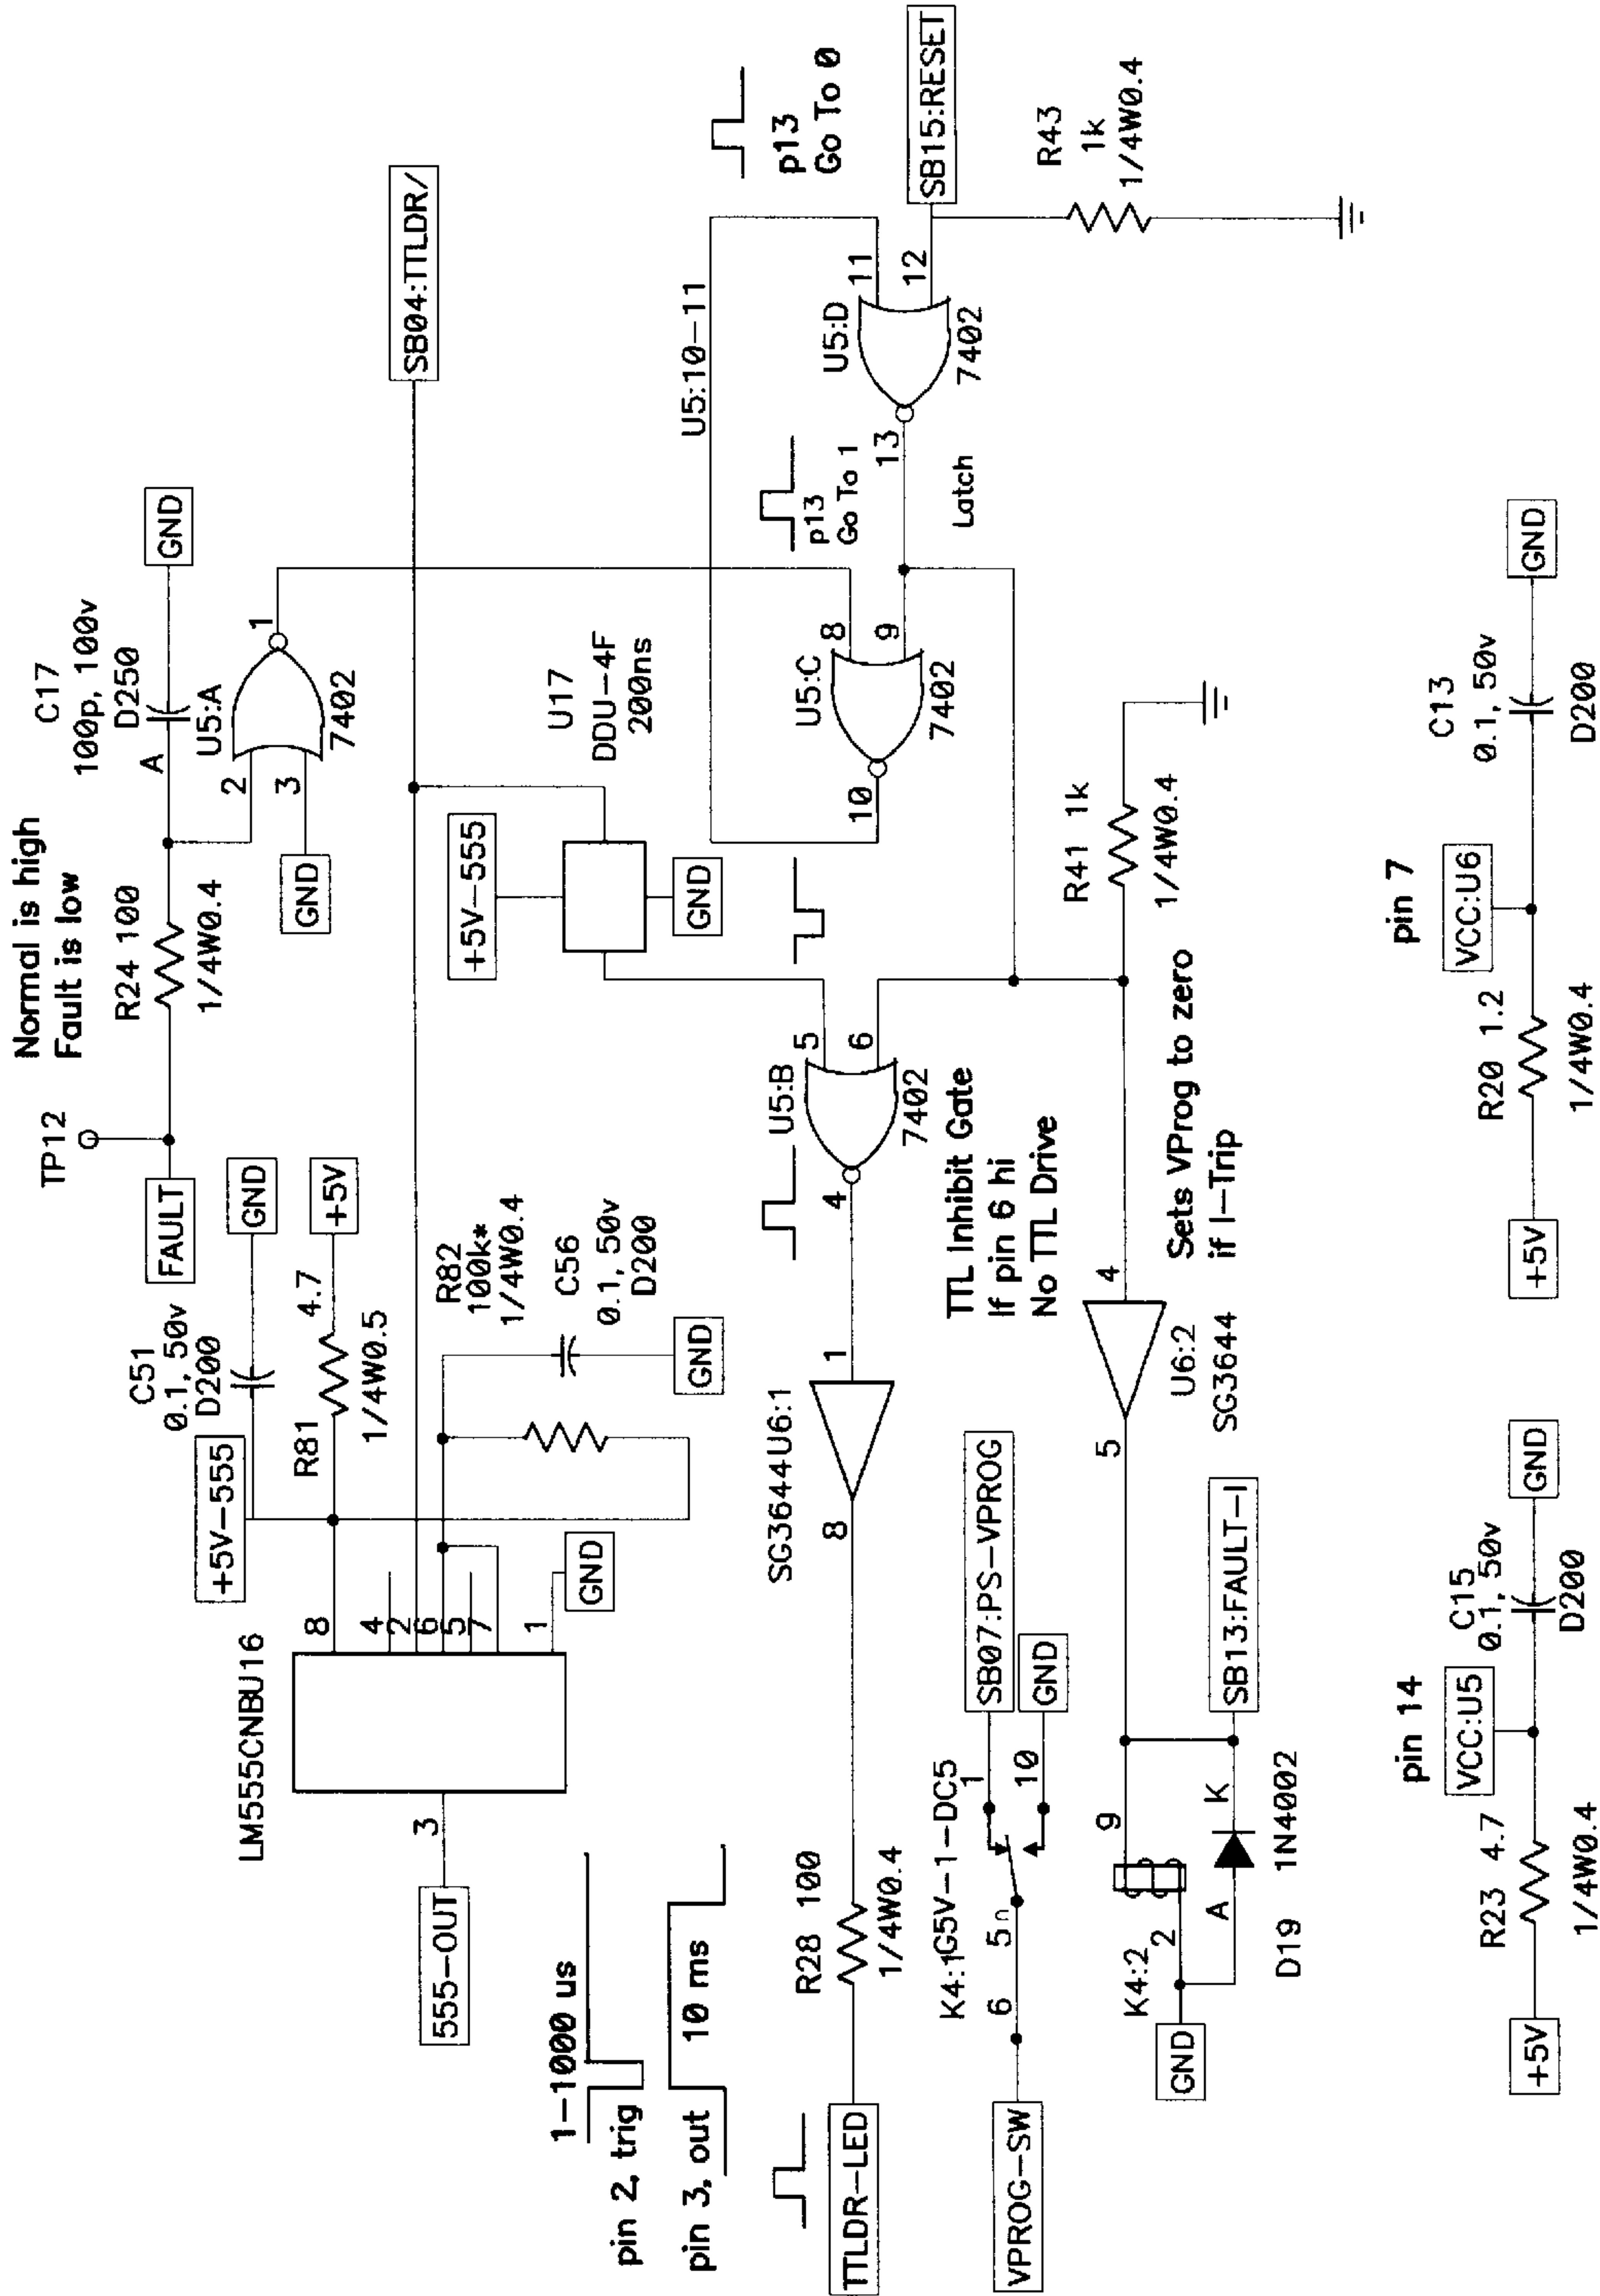 Normal is high
Fault is low
TP12
FAULT
R24 100
1/4W0.4
C17
100p, 100v
D250
A
GND
U5:A
2
3
1
7402
GND
C51
0.1, 50v
D200
GND
+5V
+5V-555
R81
4.7
1/4W0.5
LM555CNBU16
8
4
2
6
5
7
1
3
GND
555-OUT
R82
100k*
1/4W0.4
C56
0.1, 50v
D200
GND
SB04:TTLDR/
+5V-555
GND
U17
DDU-4F
200ns
1-1000 us
pin 2, trig
pin 3, out
10 ms
U5:10-11
U5:C
8
9
10
7402
p13
Go To 1
13
Latch
U5:D
11
12
7402
p13
Go To 0
SB15:RESET
R43
1k
1/4W0.4
U5:B
5
6
4
7402
TTL Inhibit Gate
If pin 6 hi
No TTL Drive
SG3644U6:1
1
8
R28 100
1/4W0.4
TTLDR-LED
R41 1k
1/4W0.4
Sets VProg to zero
if I-Trip
4
5
U6:2
SG3644
SB07:PS-VPROG
GND
K4:1G5V-1-DC5
1
10
5
6
VPROG-SW
K4:2
9
2
GND
A
K
D19 1N4002
SB13:FAULT-I
pin 14
VCC:U5
+5V
R23 4.7
1/4W0.4
C15
0.1, 50v
D200
GND
pin 7
VCC:U6
+5V
R20 1.2
1/4W0.4
C13
0.1, 50v
D200
GND